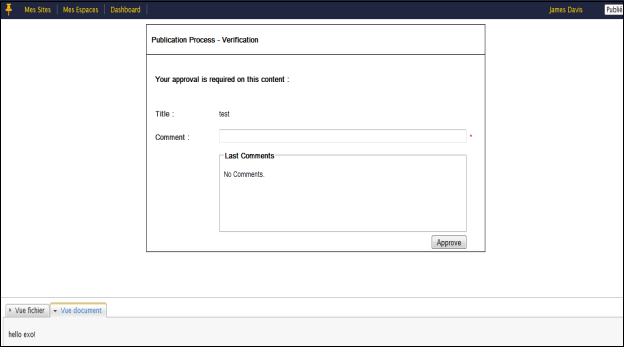 Mes Sites Mes Espaces Dashboard James Davis Publié
Publication Process - Verification
Your approval is required on this content :
Title : test
Comment : *
Last Comments
No Comments.
Approve
Vue fichier Vue document
hello exo!